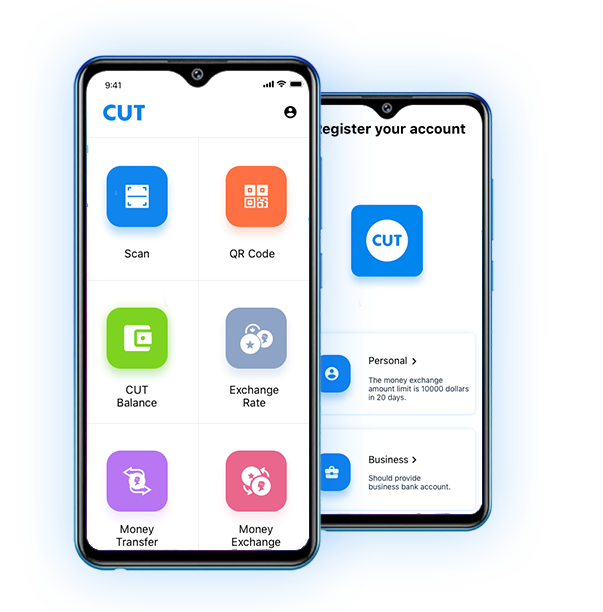 9:41
CUT
Scan
QR Code
CUT
Balance
Exchange
Rate
Money
Transfer
Money
Exchange
egister your account
CUT
Personal >
The money exchange
amount limit is 10000 dollars
in 20 days.
Business >
Should provide
business bank account.